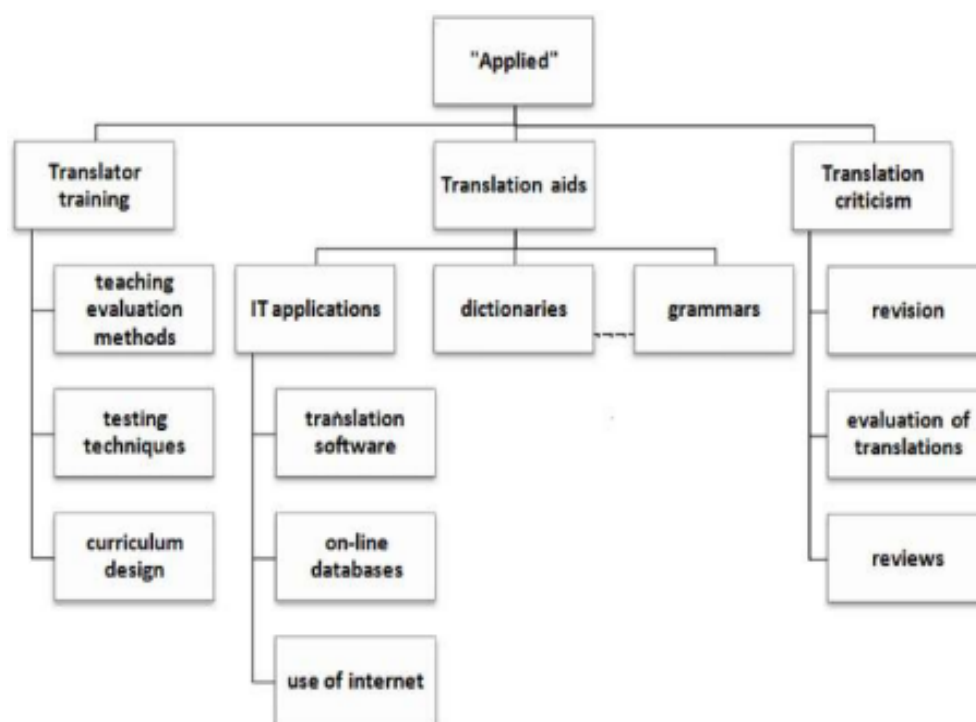 "Applied"
Translator
training
Translation aids
Translation
criticism
teaching
evaluation
methods
IT applications
dictionaries
grammars
revision
testing
techniques
translation
software
evaluation of
translations
curriculum
design
on-line
databases
reviews
use of internet